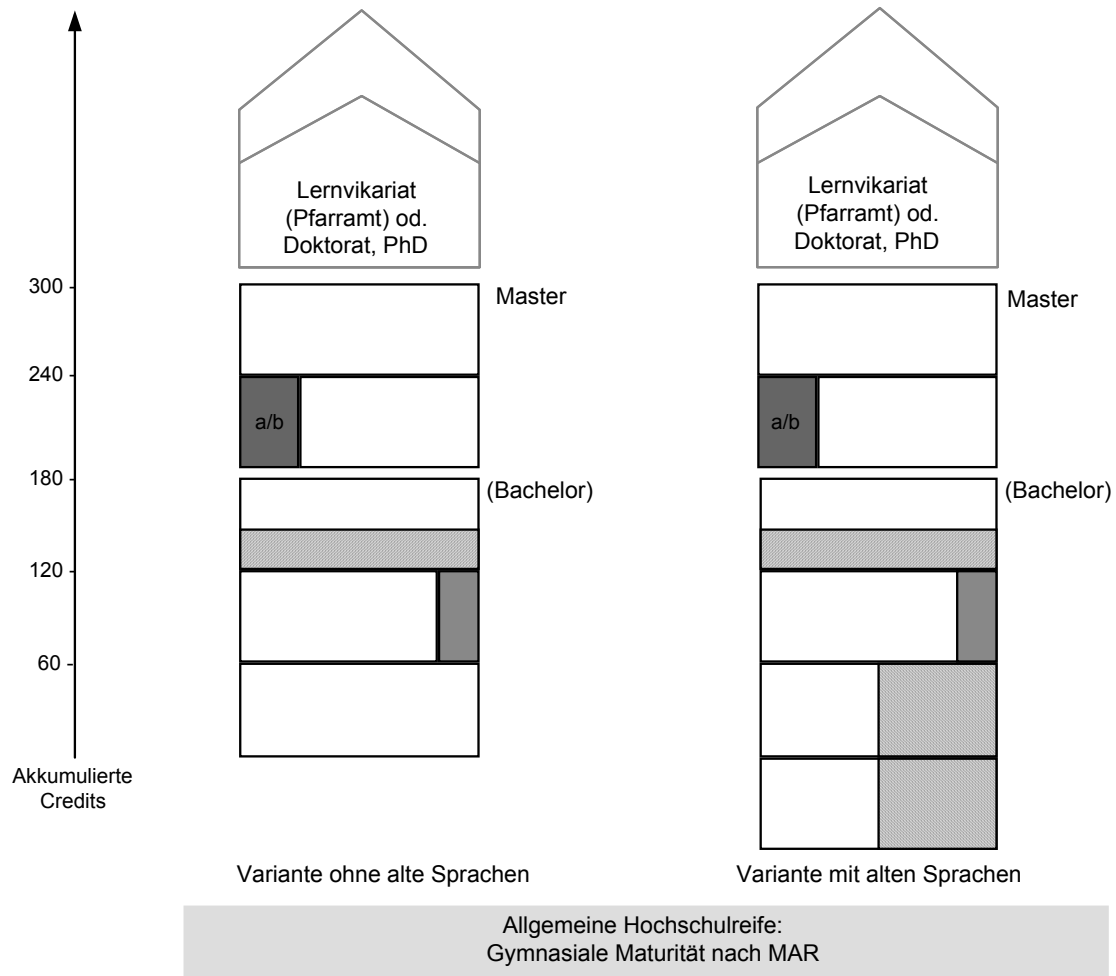 Lernvikariat
(Pfarramt) od.
Doktorat, PhD
Lernvikariat
(Pfarramt) od.
Doktorat, PhD
300
Master
Master
240
a/b
a/b
180
(Bachelor)
(Bachelor)
120
60
Akkumulierte
Credits
Variante ohne alte Sprachen
Variante mit alten Sprachen
Allgemeine Hochschulreife:
Gymnasiale Maturität nach MAR